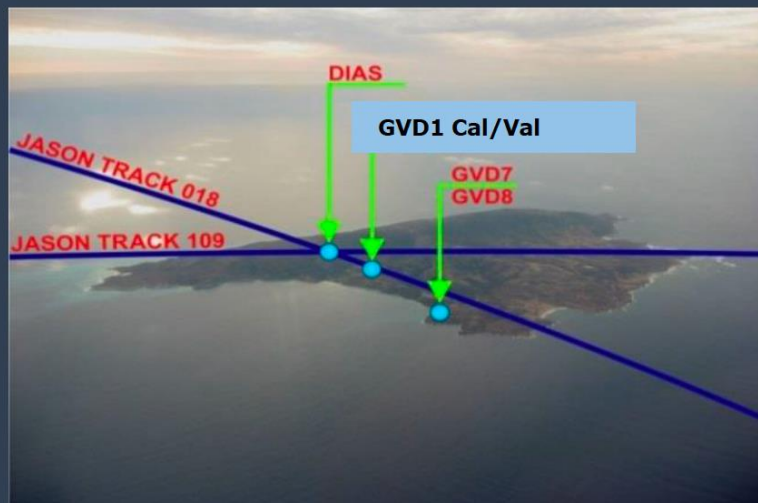 DIAS
GVD1 Cal/Val
JASON TRACK 018
GVD7
GVD8
JASON TRACK 109